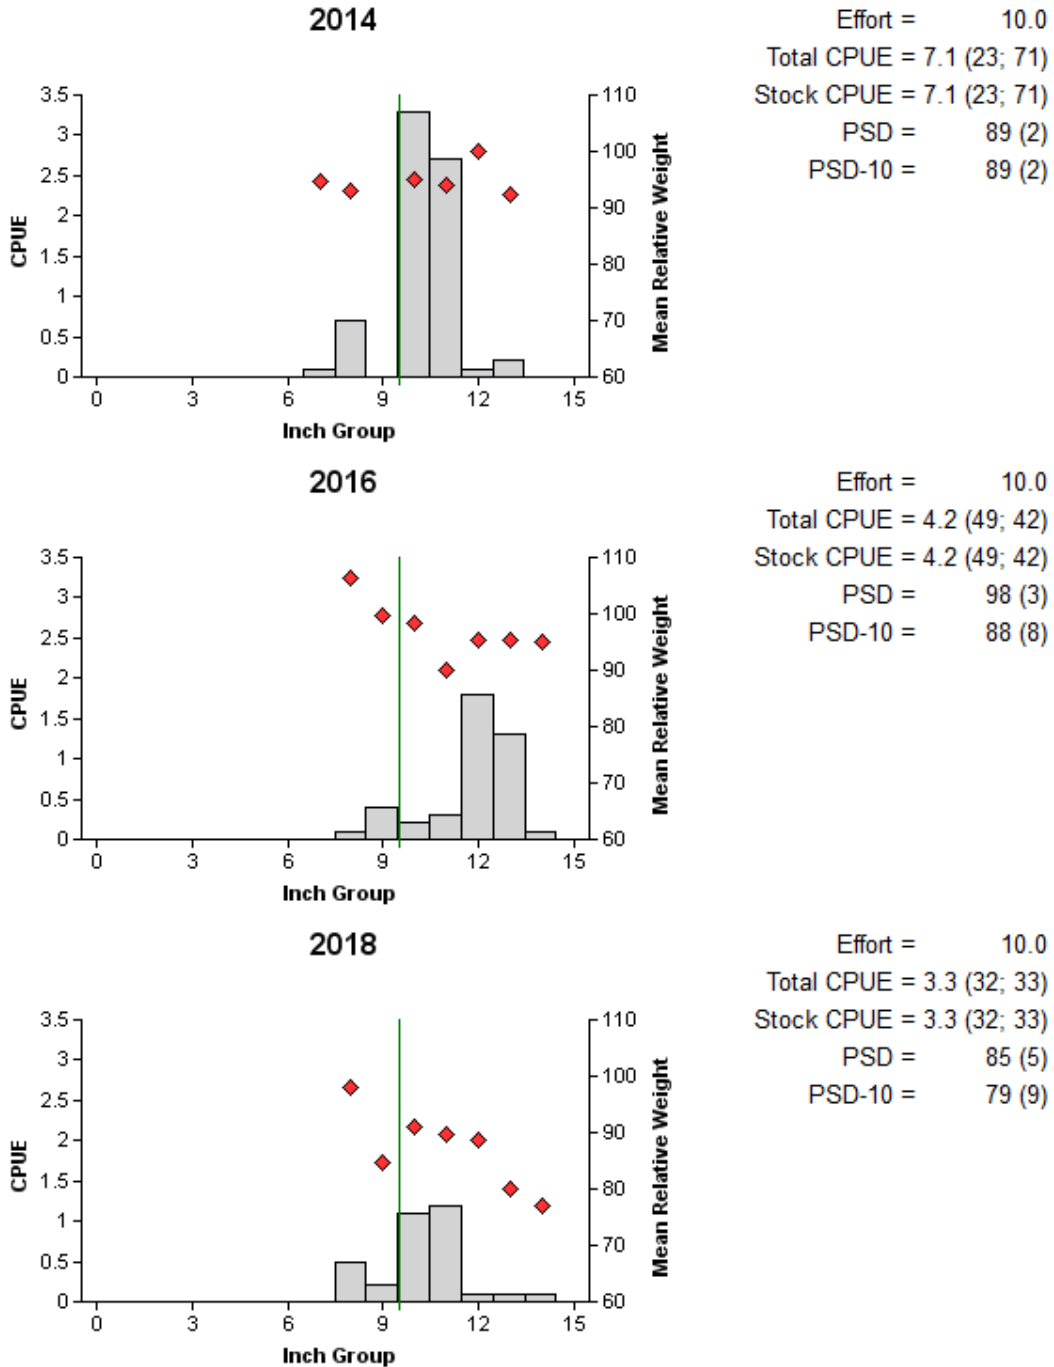 2014
Effort = 10.0
Total CPUE = 7.1 (23; 71)
Stock CPUE = 7.1 (23; 71)
PSD = 89 (2)
PSD-10 = 89 (2)
3.5
3
2.5
2
1.5
1
0.5
0
CPUE
110
100
90
80
70
60
Mean Relative Weight
0 3 6 9 12 15
Inch Group
2016
Effort = 10.0
Total CPUE = 4.2 (49; 42)
Stock CPUE = 4.2 (49; 42)
PSD = 98 (3)
PSD-10 = 88 (8)
3.5
3
2.5
2
1.5
1
0.5
0
CPUE
110
100
90
80
70
60
Mean Relative Weight
0 3 6 9 12 15
Inch Group
2018
Effort = 10.0
Total CPUE = 3.3 (32; 33)
Stock CPUE = 3.3 (32; 33)
PSD = 85 (5)
PSD-10 = 79 (9)
3.5
3
2.5
2
1.5
1
0.5
0
CPUE
110
100
90
80
70
60
Mean Relative Weight
0 3 6 9 12 15
Inch Group